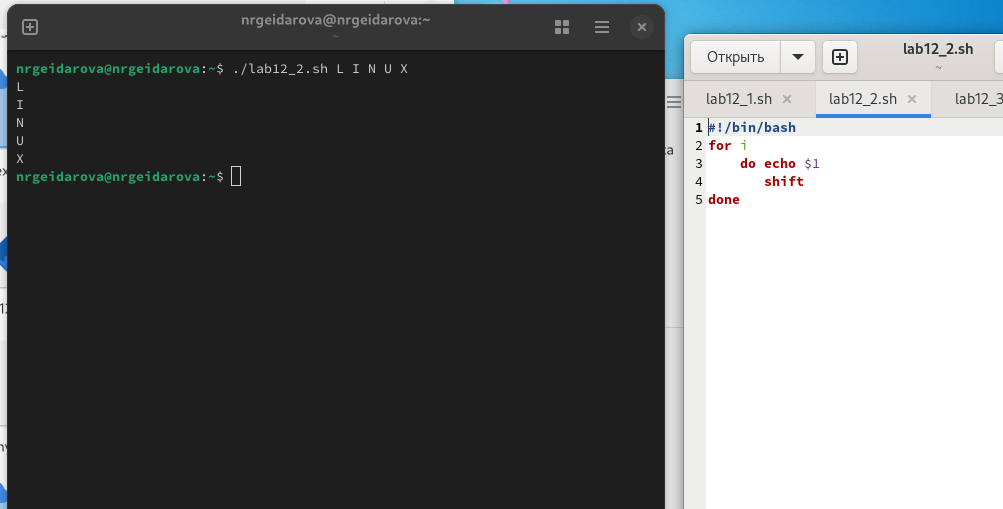 nrgeidarova@nrgeidarova:~
~
nrgeidarova@nrgeidarova:~$ ./lab12_2.sh L I N U X
L
I
N
U
X
nrgeidarova@nrgeidarova:~$
Открыть
lab12_2.sh
~
lab12_1.sh
lab12_2.sh
lab12_3
1 #!/bin/bash
2 for i
3     do echo $1
4        shift
5 done